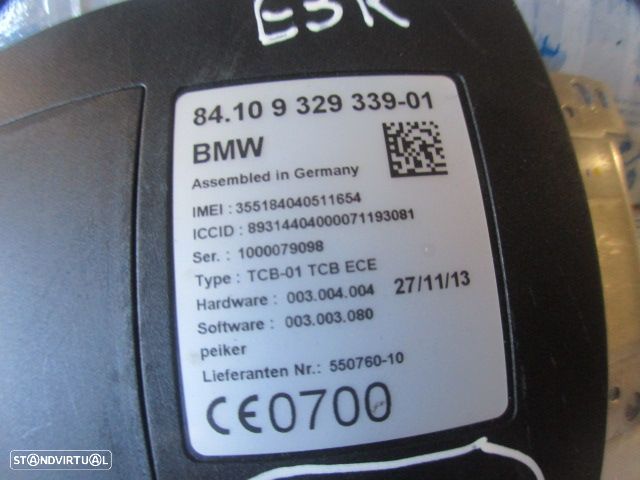 E3K
84.10 9 329 339-01
BMW
Assembled in Germany
IMEI : 355184040511654
ICCID : 89314404000071193081
Ser. : 1000079098
Type : TCB-01 TCB ECE
Hardware : 003.004.004 27/11/13
Software : 003.003.080
peiker
Lieferanten Nr.: 550760-10
CE0700
STANDVIRTUAL